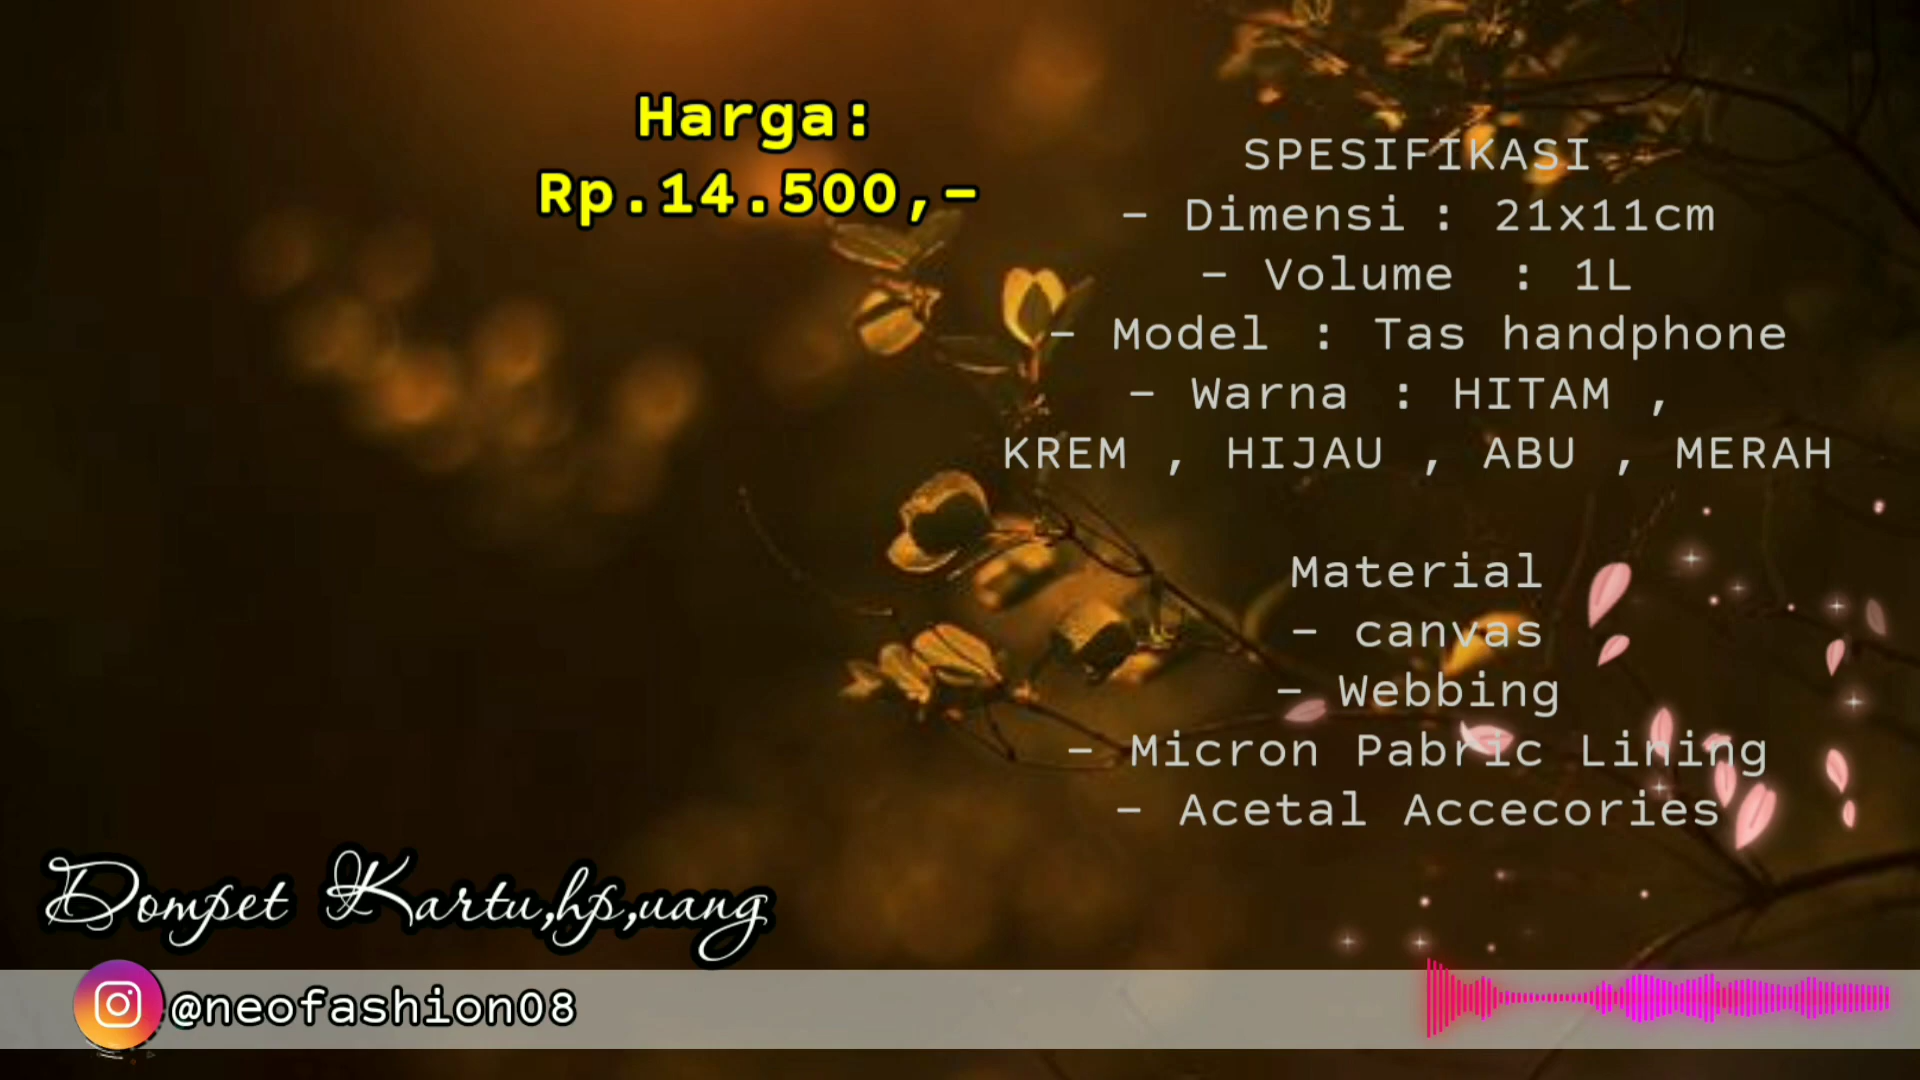 Harga:
Rp.14.500,-
SPESIFIKASI
- Dimensi : 21x11cm
- Volume : 1L
- Model : Tas handphone
- Warna : HITAM ,
KREM , HIJAU , ABU , MERAH
Material
- canvas
- Webbing
- Micron Pabric Lining
- Acetal Accecories
Dompet Kartu,hp,uang
@neofashion08